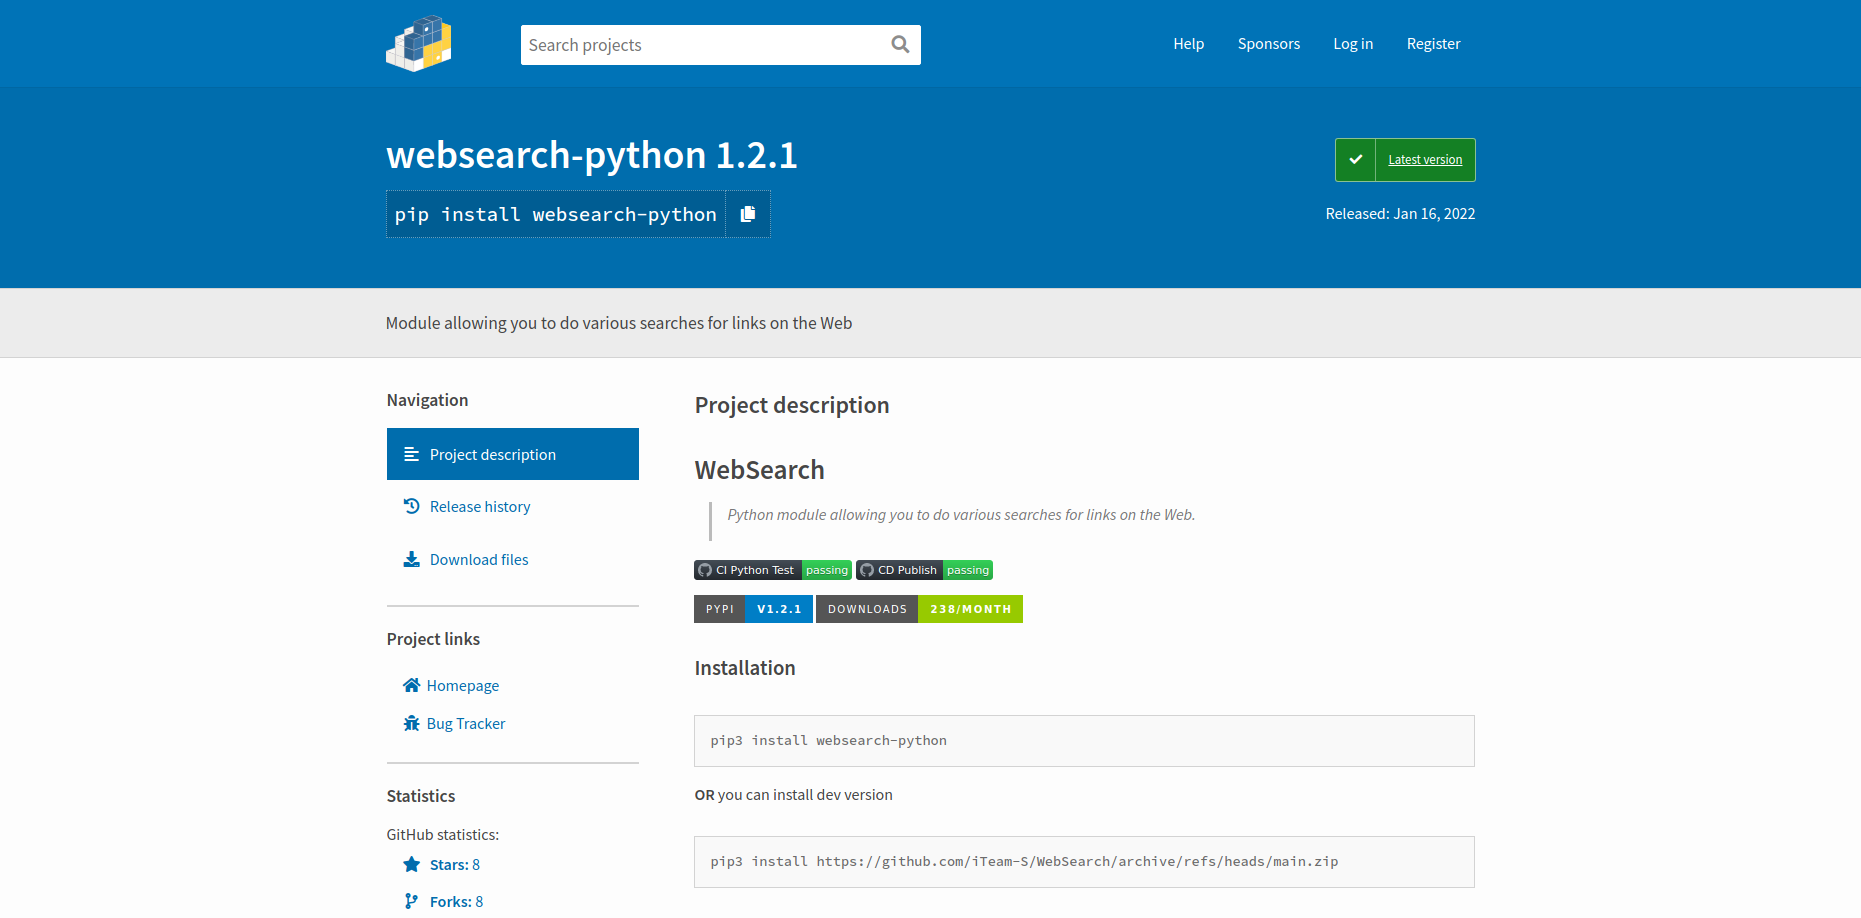 Search projects
Help
Sponsors
Log in
Register
websearch-python 1.2.1
pip install websearch-python
Latest version
Released: Jan 16, 2022
Module allowing you to do various searches for links on the Web
Navigation
Project description
Release history
Download files
Project links
Homepage
Bug Tracker
Statistics
GitHub statistics:
Stars: 8
Forks: 8
Project description
WebSearch
Python module allowing you to do various searches for links on the Web.
CI Python Test passing CD Publish passing
PYPI V1.2.1 DOWNLOADS 238/MONTH
Installation
pip3 install websearch-python
OR you can install dev version
pip3 install https://github.com/iTeam-S/WebSearch/archive/refs/heads/main.zip